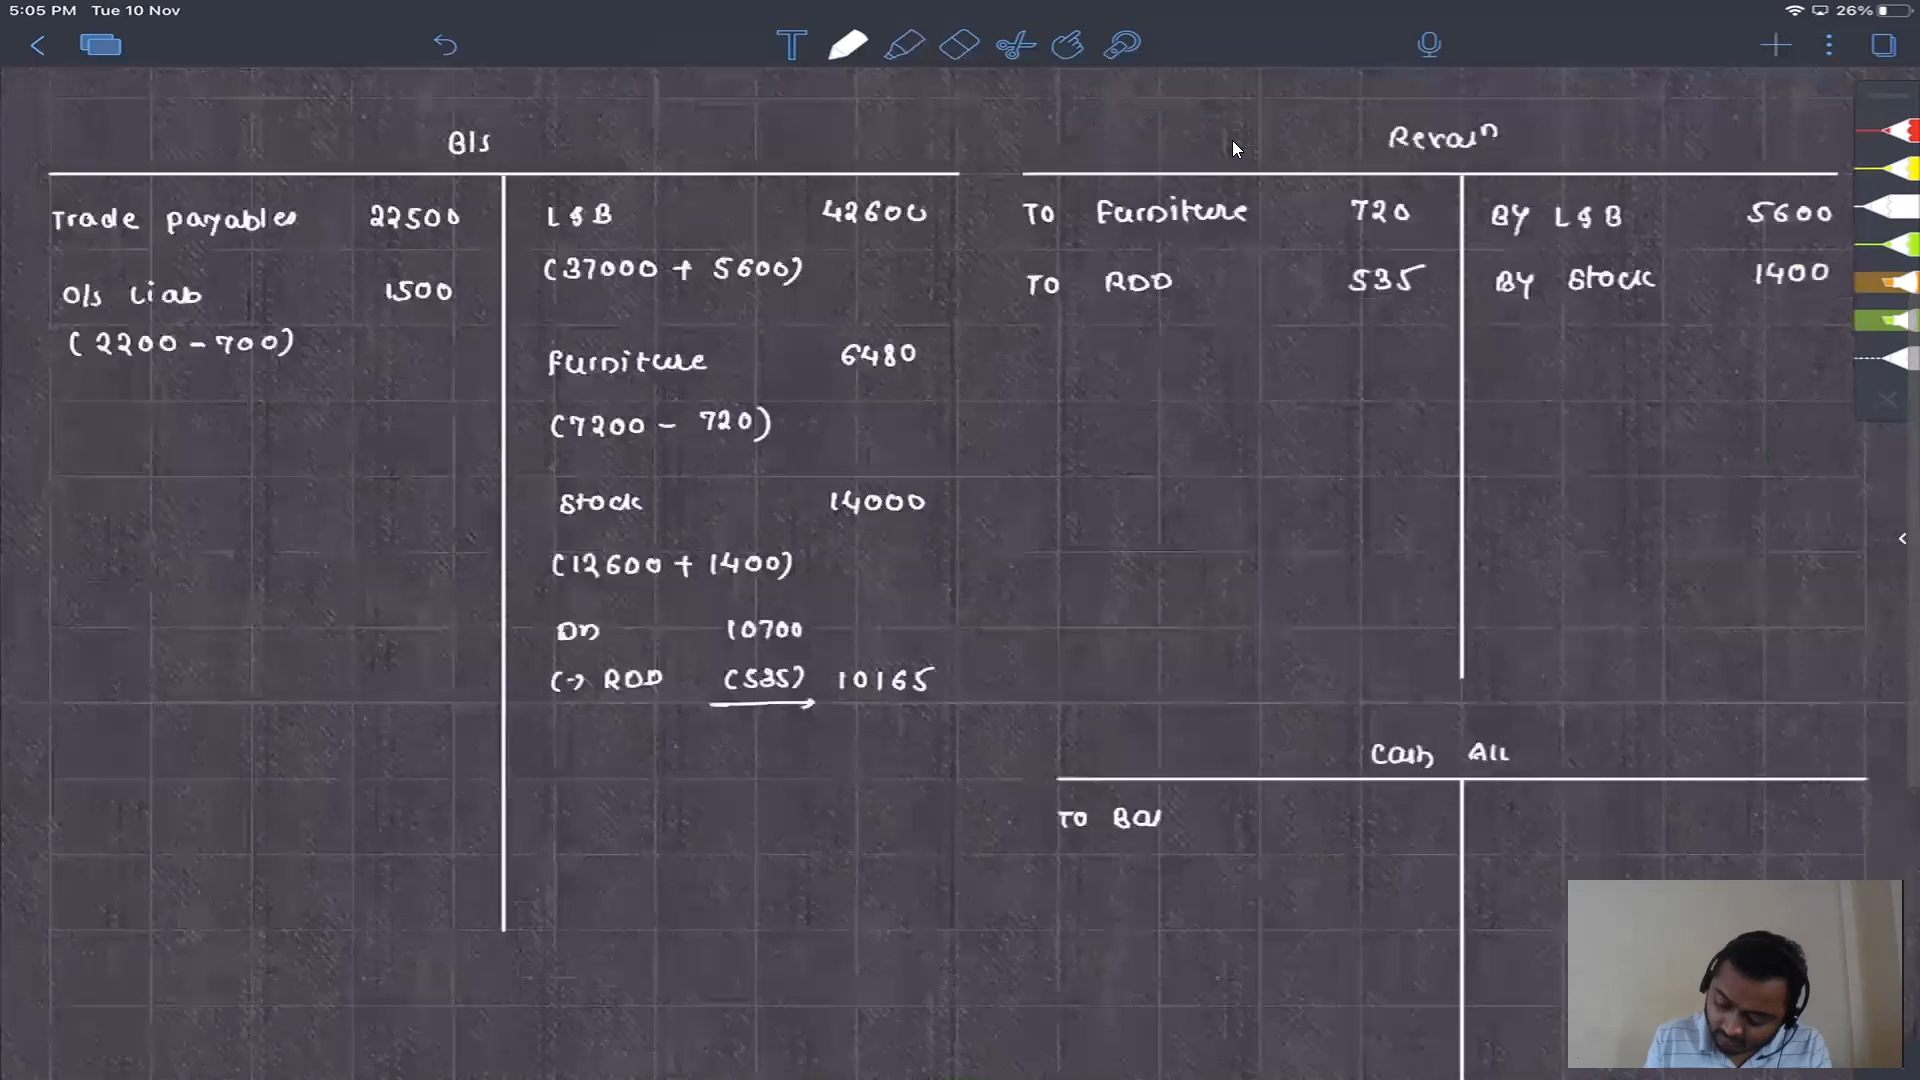 5:05 PM Tue 10 Nov
26%
T
B/s
Trade payables 22500
O/s Liab 1500
(2200 - 700)
L & B 42600
(37000 + 5600)
Furniture 6480
(7200 - 720)
Stock 14000
(12600 + 1400)
Drs 10700
(-) RDD (535) 10165
Revaln
To Furniture 720
To RDD 535
By L & B 5600
By Stock 1400
Cash A/c
To Bal